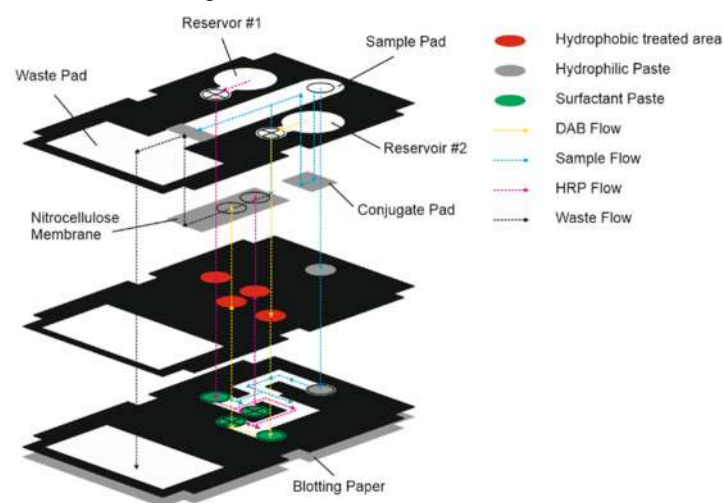 Reservor #1
Sample Pad
Waste Pad
Reservoir #2
Conjugate Pad
Nitrocellulose
Membrane
Blotting Paper
Hydrophobic treated area
Hydrophilic Paste
Surfactant Paste
DAB Flow
Sample Flow
HRP Flow
Waste Flow